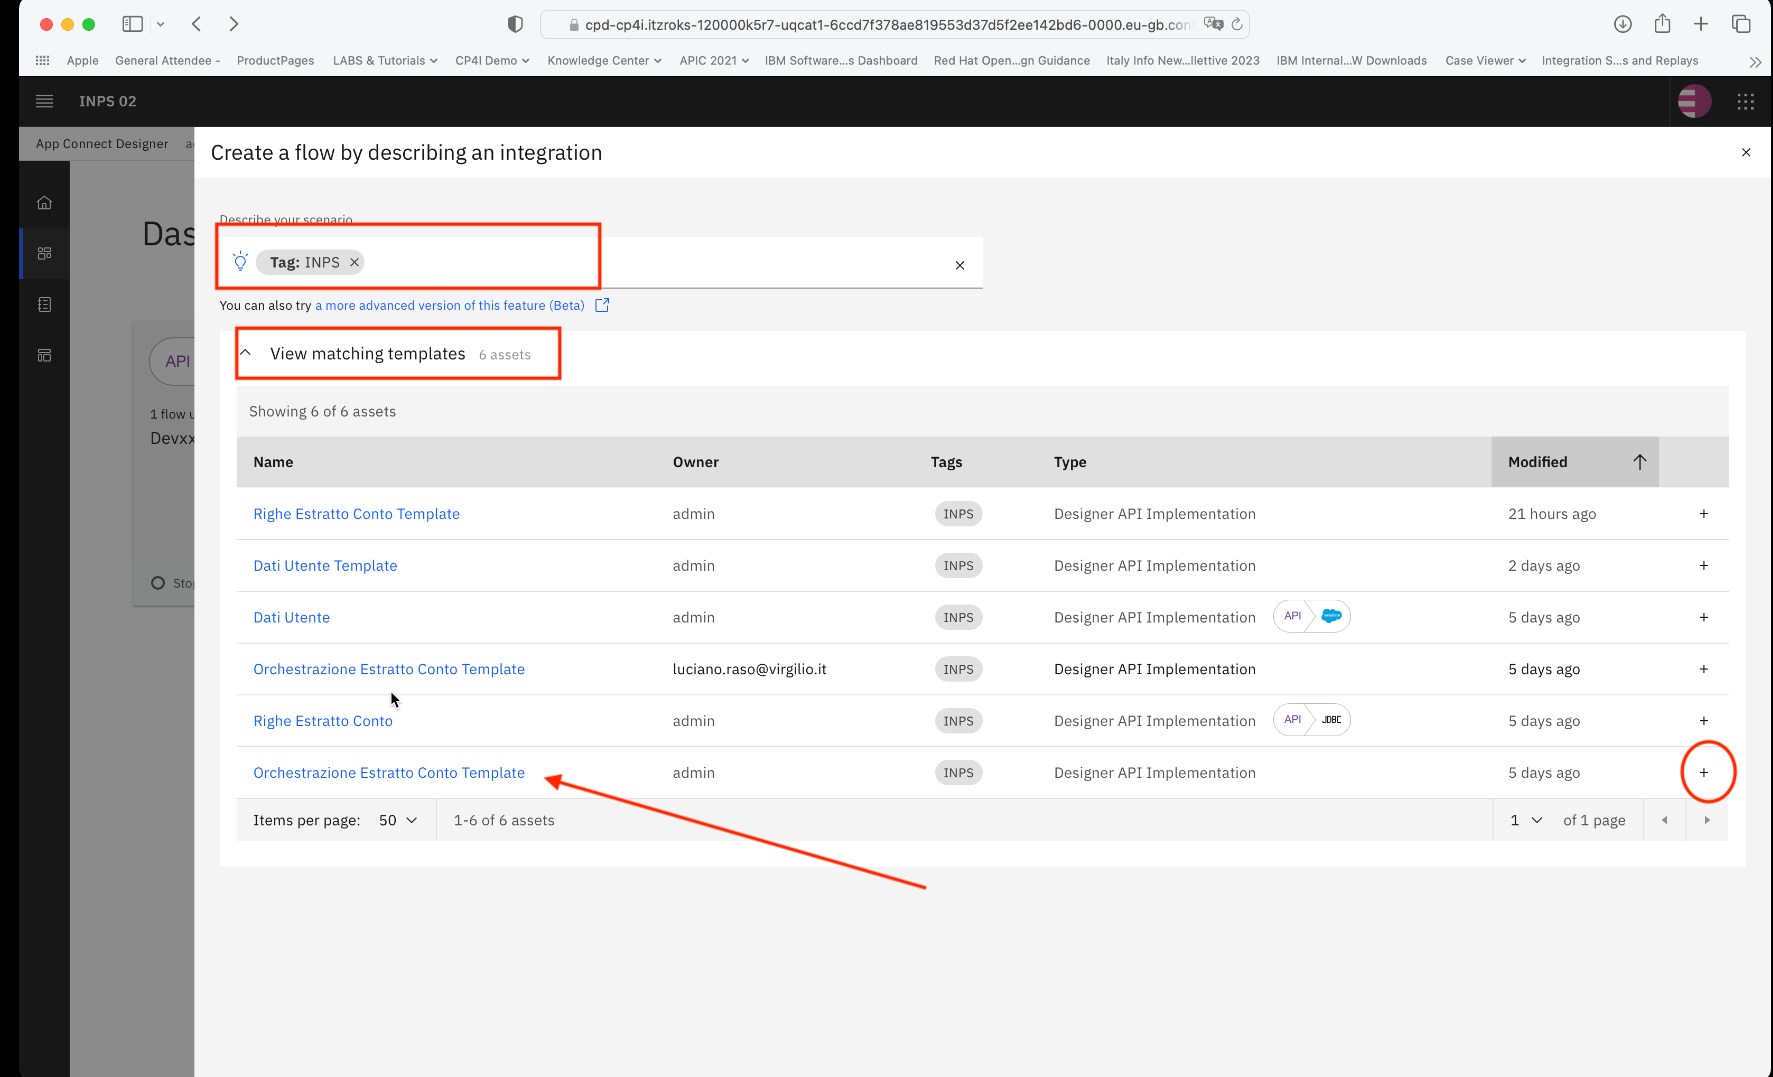 cpd-cp4i.itzroks-120000k5r7-uqcat1-6ccd7f378ae819553d37d5f2ee142bd6-0000.eu-gb.con
Apple General Attendee - ProductPages LABS & Tutorials CP4I Demo Knowledge Center APIC 2021 IBM Software...s Dashboard Red Hat Open...gn Guidance Italy Info New...llettive 2023 IBM Internal...W Downloads Case Viewer Integration S...s and Replays
INPS 02
App Connect Designer
Create a flow by describing an integration
Das
Describe your scenario
Tag: INPS
You can also try a more advanced version of this feature (Beta)
View matching templates 6 assets
API
1 flow u
Devxx
Stop
Showing 6 of 6 assets
Name Owner Tags Type Modified
Righe Estratto Conto Template admin INPS Designer API Implementation 21 hours ago +
Dati Utente Template admin INPS Designer API Implementation 2 days ago +
Dati Utente admin INPS Designer API Implementation API 5 days ago +
Orchestrazione Estratto Conto Template luciano.raso@virgilio.it INPS Designer API Implementation 5 days ago +
Righe Estratto Conto admin INPS Designer API Implementation API JDBC 5 days ago +
Orchestrazione Estratto Conto Template admin INPS Designer API Implementation 5 days ago +
Items per page: 50 1-6 of 6 assets 1 of 1 page